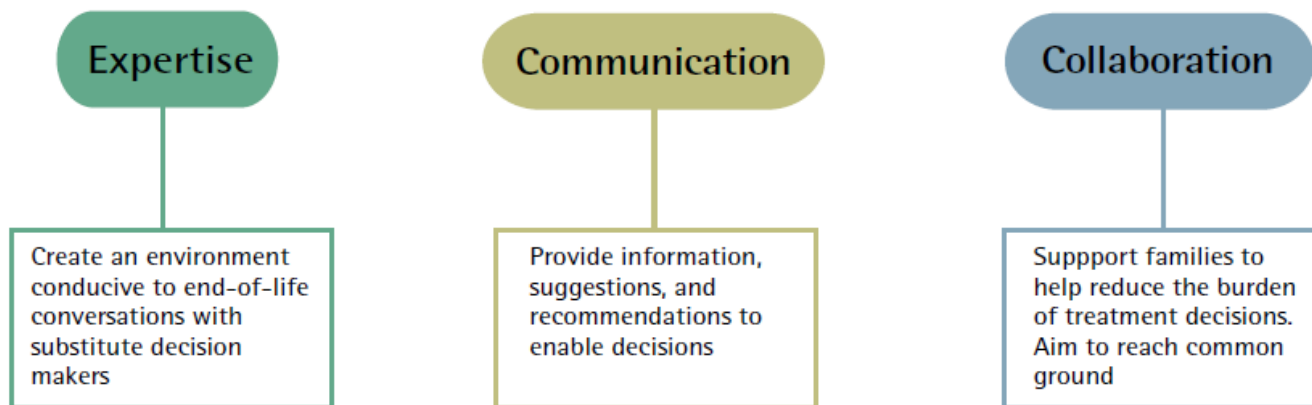 Expertise
Communication
Collaboration
Create an environment
conducive to end-of-life
conversations with
substitute decision
makers
Provide information,
suggestions, and
recommendations to
enable decisions
Suppport families to
help reduce the burden
of treatment decisions.
Aim to reach common
ground